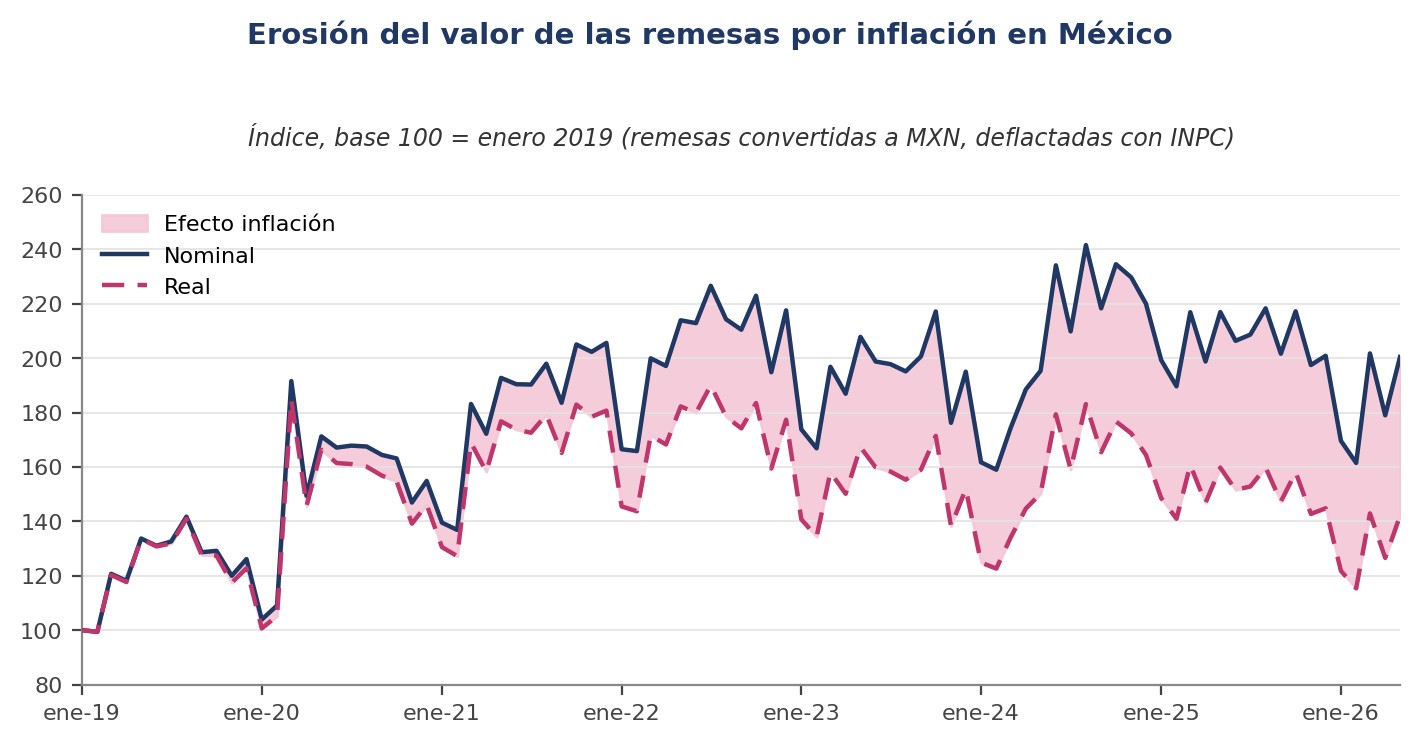 Erosión del valor de las remesas por inflación en México
Índice, base 100 = enero 2019 (remesas convertidas a MXN, deflactadas con INPC)
260
240
220
200
180
160
140
120
100
80
Efecto inflación
Nominal
Real
ene-19
ene-20
ene-21
ene-22
ene-23
ene-24
ene-25
ene-26